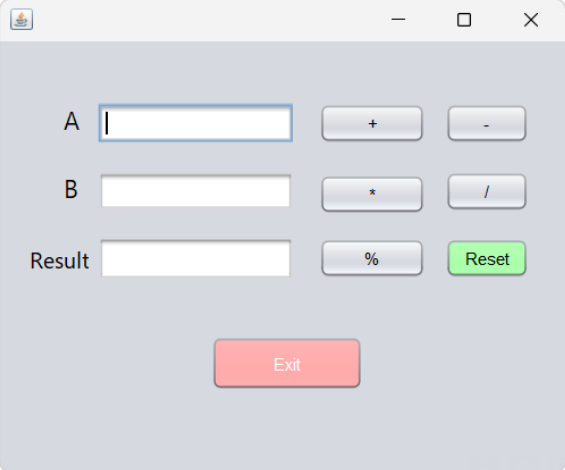 A + -
B * /
Result % Reset
Exit